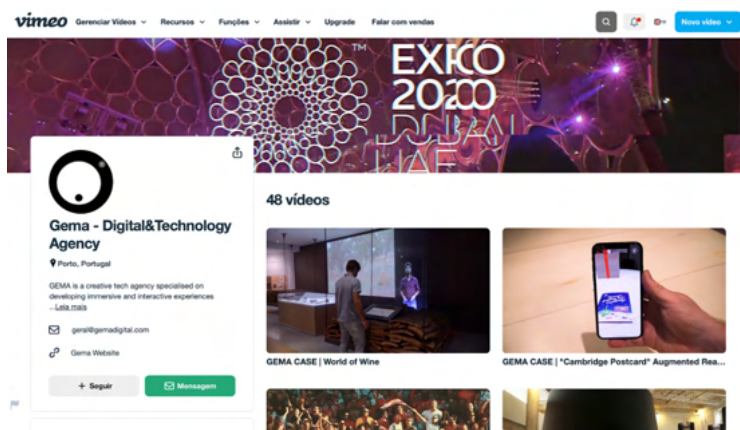 vimeo Gerenciar Vídeos Recursos Funções Assistir Upgrade Falar com vendas Novo vídeo
EXPO
2020
DUBAI
UAE
TM
Gema - Digital&Technology
Agency
Porto, Portugal
GEMA is a creative tech agency specialised on
developing immersive and interactive experiences
...Leia mais
geral@gemadigital.com
Gema Website
+ Seguir
Mensagem
48 vídeos
GEMA CASE | World of Wine
GEMA CASE | "Cambridge Postcard" Augmented Rea...